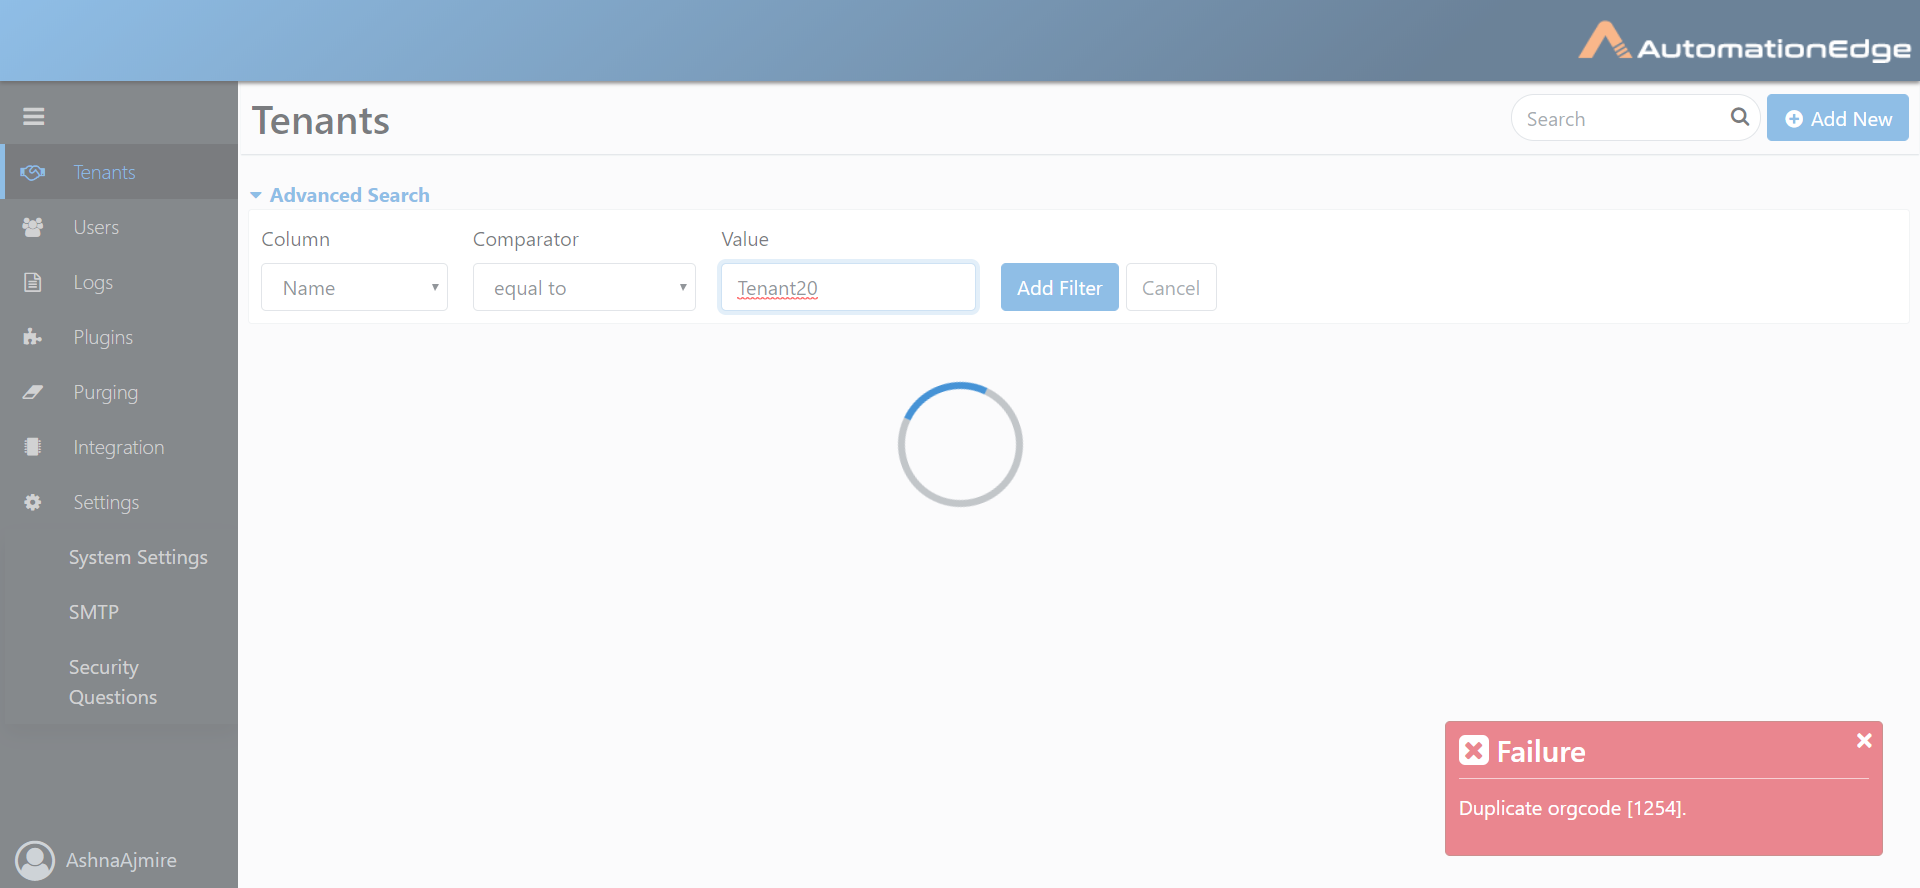 AutomationEdge
Tenants
Search
Add New
Tenants
Users
Logs
Plugins
Purging
Integration
Settings
System Settings
SMTP
Security
Questions
AshnaAjmire
Advanced Search
Column
Comparator
Value
Name
equal to
Tenant20
Add Filter
Cancel
Failure
Duplicate orgcode [1254].